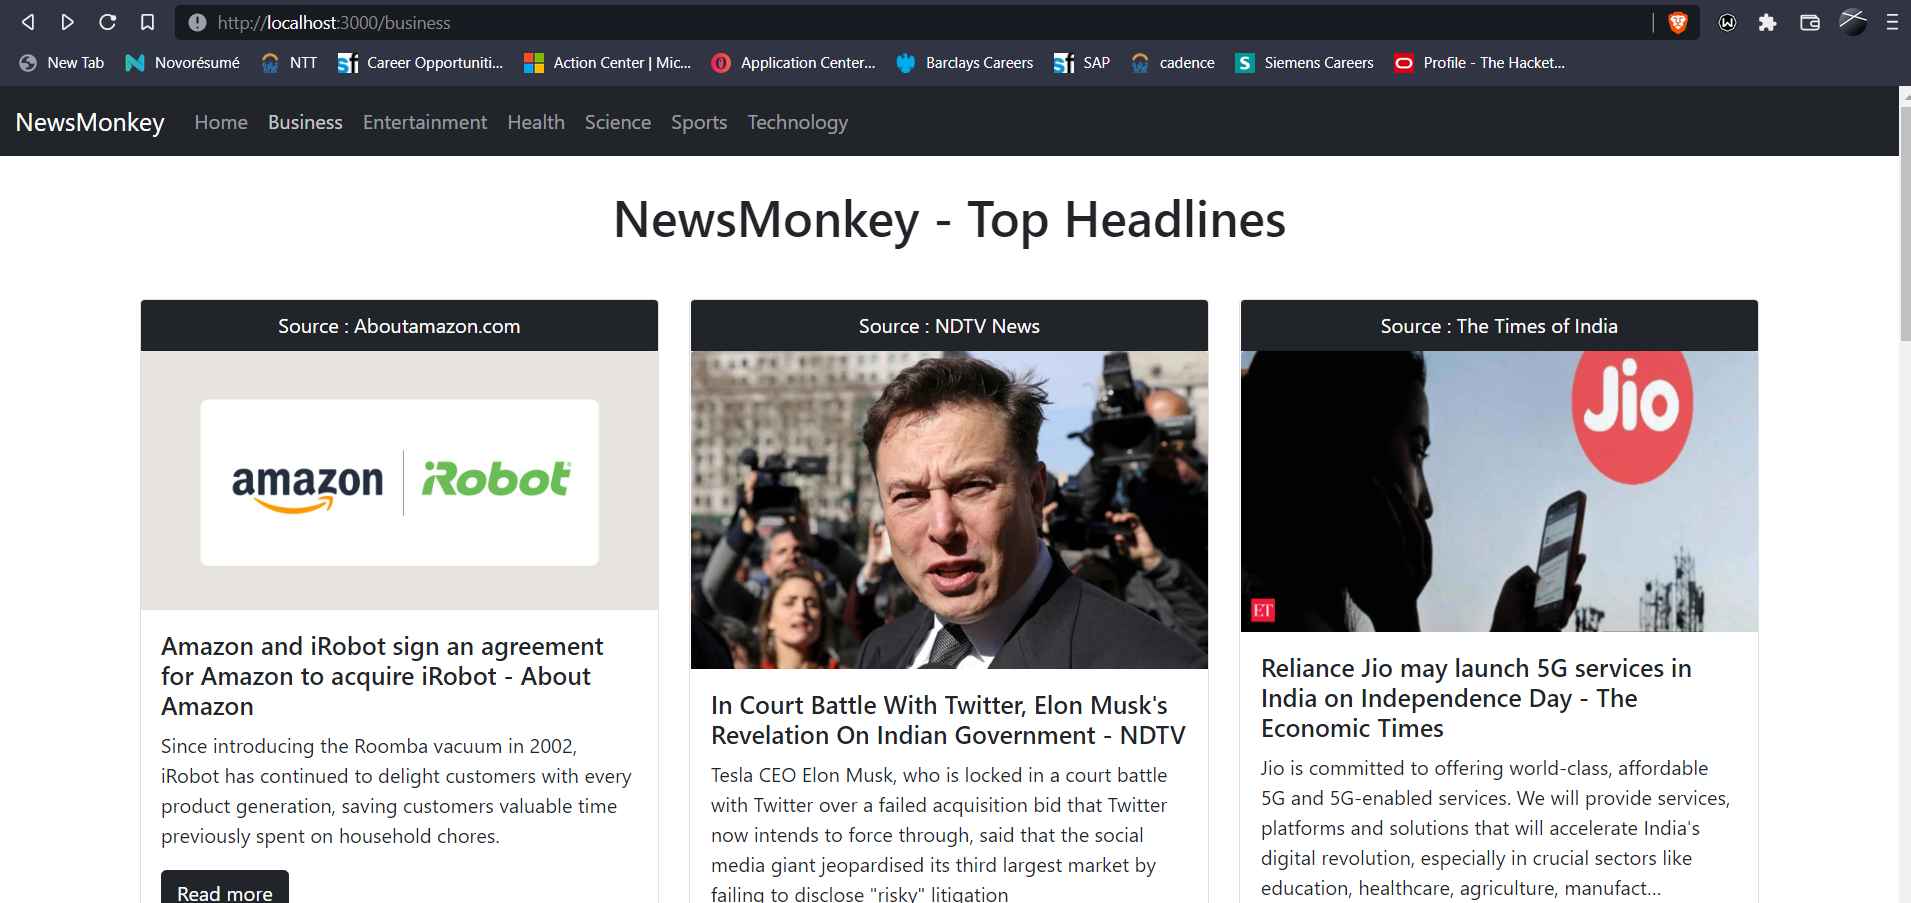 http://localhost:3000/business
New Tab Novorésumé NTT Career Opportuniti... Action Center | Mic... Application Center... Barclays Careers SAP cadence Siemens Careers Profile - The Hacket...
NewsMonkey Home Business Entertainment Health Science Sports Technology
NewsMonkey - Top Headlines
Source : Aboutamazon.com
amazon iRobot
Amazon and iRobot sign an agreement
for Amazon to acquire iRobot - About
Amazon
Since introducing the Roomba vacuum in 2002,
iRobot has continued to delight customers with every
product generation, saving customers valuable time
previously spent on household chores.
Read more
Source : NDTV News
In Court Battle With Twitter, Elon Musk's
Revelation On Indian Government - NDTV
Tesla CEO Elon Musk, who is locked in a court battle
with Twitter over a failed acquisition bid that Twitter
now intends to force through, said that the social
media giant jeopardised its third largest market by
failing to disclose "risky" litigation
Source : The Times of India
Jio
ET
Reliance Jio may launch 5G services in
India on Independence Day - The
Economic Times
Jio is committed to offering world-class, affordable
5G and 5G-enabled services. We will provide services,
platforms and solutions that will accelerate India's
digital revolution, especially in crucial sectors like
education, healthcare, agriculture, manufact...